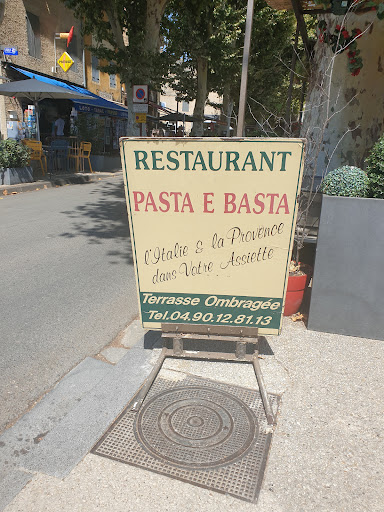 RESTAURANT
PASTA E BASTA
l'Italie & la Provence
dans Votre Assiette
Terrasse Ombragée
Tel.04.90.12.81.13